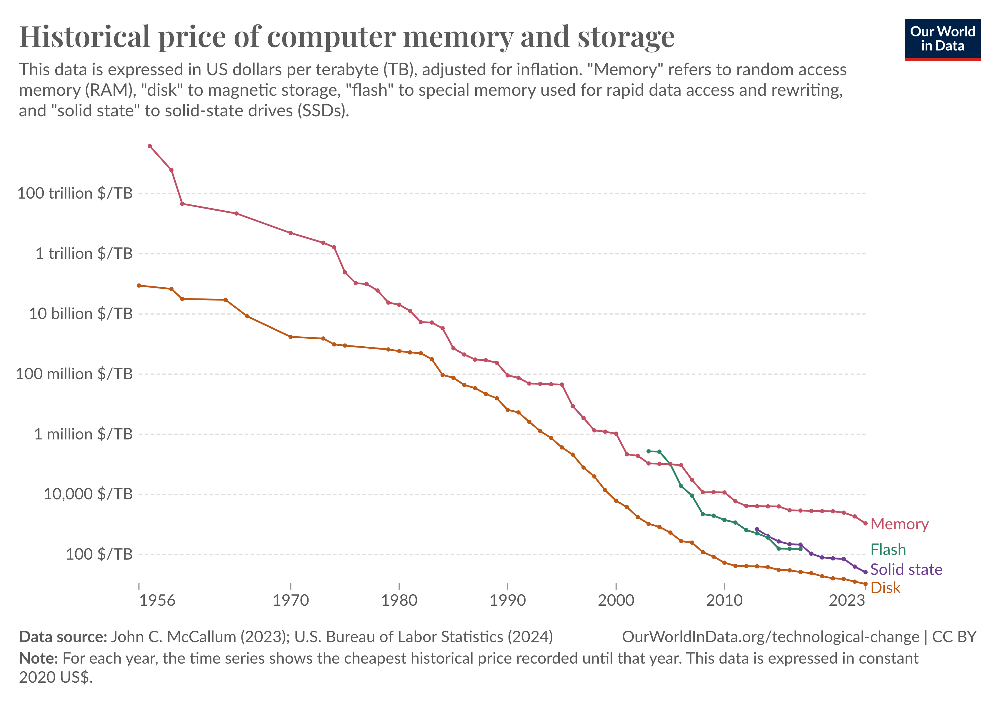 Historical price of computer memory and storage
Our World
in Data
This data is expressed in US dollars per terabyte (TB), adjusted for inflation. "Memory" refers to random access
memory (RAM), "disk" to magnetic storage, "flash" to special memory used for rapid data access and rewriting,
and "solid state" to solid-state drives (SSDs).
100 trillion $/TB
1 trillion $/TB
10 billion $/TB
100 million $/TB
1 million $/TB
10,000 $/TB
100 $/TB
Memory
Flash
Solid state
Disk
1956
1970
1980
1990
2000
2010
2023
Data source: John C. McCallum (2023); U.S. Bureau of Labor Statistics (2024)
OurWorldInData.org/technological-change | CC BY
Note: For each year, the time series shows the cheapest historical price recorded until that year. This data is expressed in constant
2020 US$.